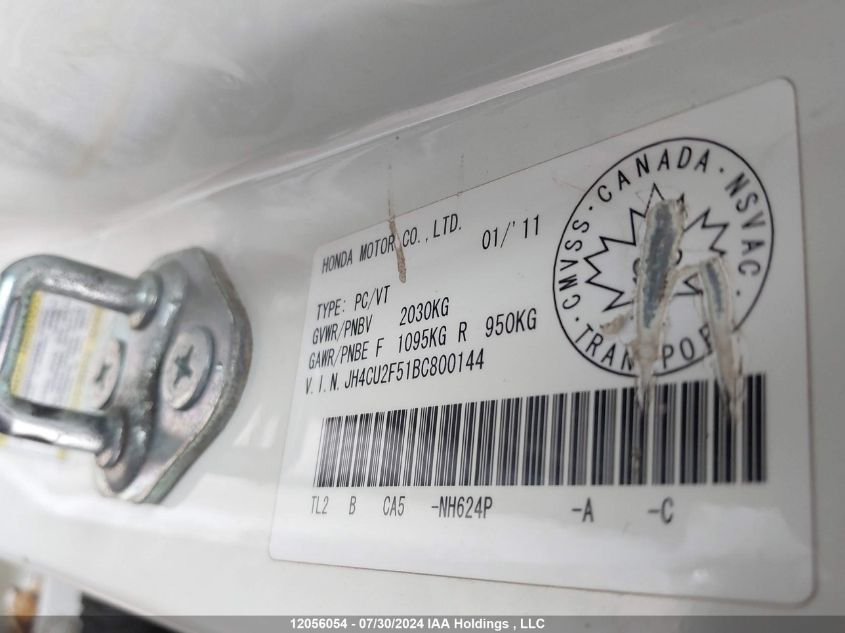 HONDA MOTOR CO.,LTD. 01/'11
TYPE: PC/VT
GVWR/PNBV 2030KG
GAWR/PNBE F 1095KG R 950KG
V.I.N. JH4CU2F51BC800144
CMVSS · CANADA · NSVAC ·
TL2 B CA5 -NH624P -A -C
12056054 - 07/30/2024 IAA Holdings , LLC